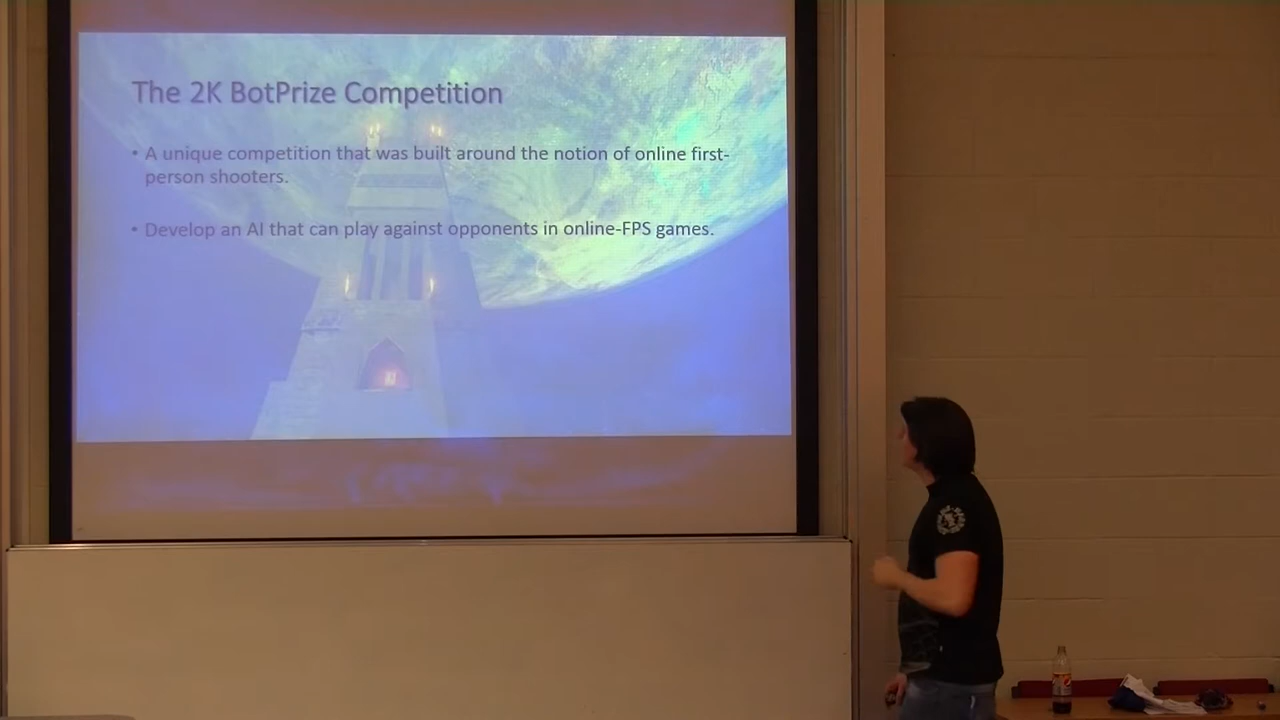 The 2K BotPrize Competition
• A unique competition that was built around the notion of online first-
person shooters.
• Develop an AI that can play against opponents in online-FPS games.